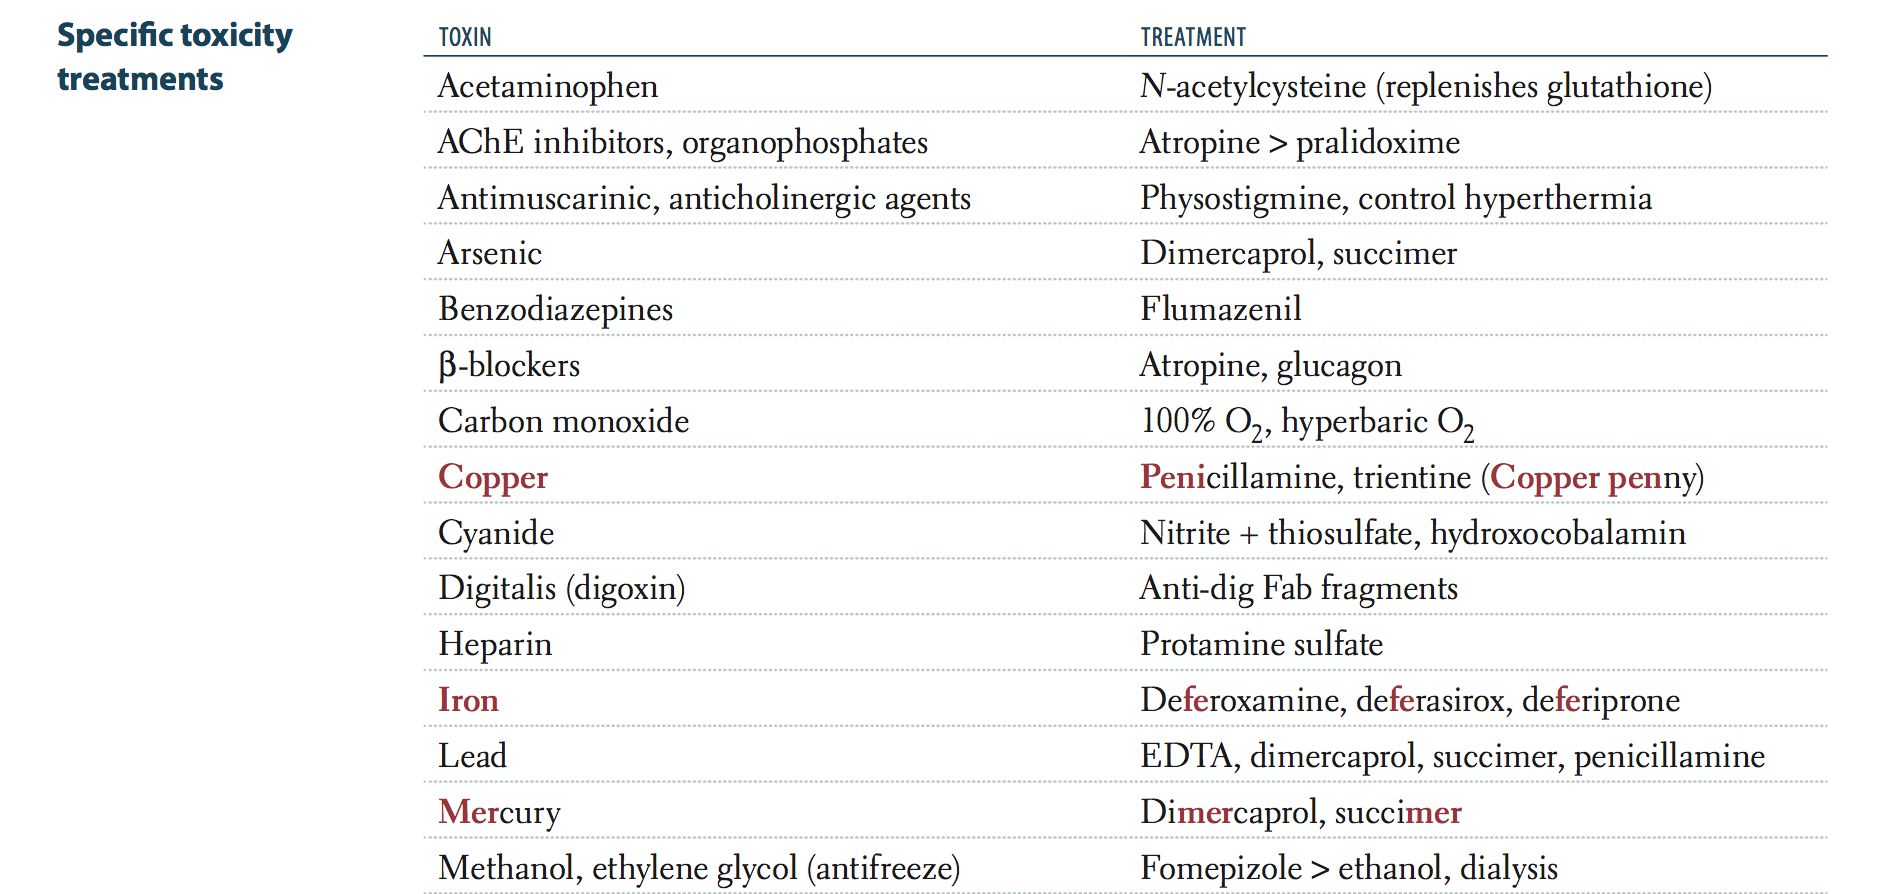 Specific toxicity
treatments
TOXIN TREATMENT
Acetaminophen N-acetylcysteine (replenishes glutathione)
AChE inhibitors, organophosphates Atropine > pralidoxime
Antimuscarinic, anticholinergic agents Physostigmine, control hyperthermia
Arsenic Dimercaprol, succimer
Benzodiazepines Flumazenil
β-blockers Atropine, glucagon
Carbon monoxide 100% O₂, hyperbaric O₂
Copper Penicillamine, trientine (Copper penny)
Cyanide Nitrite + thiosulfate, hydroxocobalamin
Digitalis (digoxin) Anti-dig Fab fragments
Heparin Protamine sulfate
Iron Deferoxamine, deferasirox, deferiprone
Lead EDTA, dimercaprol, succimer, penicillamine
Mercury Dimercaprol, succimer
Methanol, ethylene glycol (antifreeze) Fomepizole > ethanol, dialysis